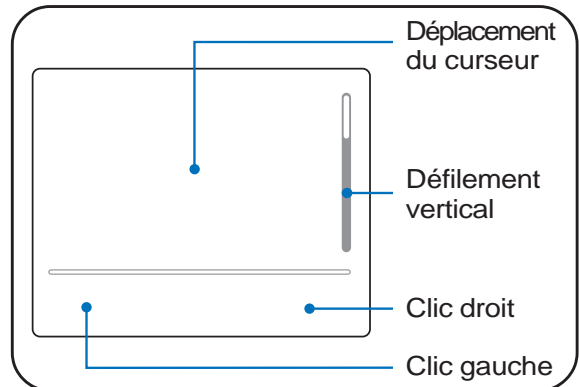 Déplacement
du curseur
Défilement
vertical
Clic droit
Clic gauche